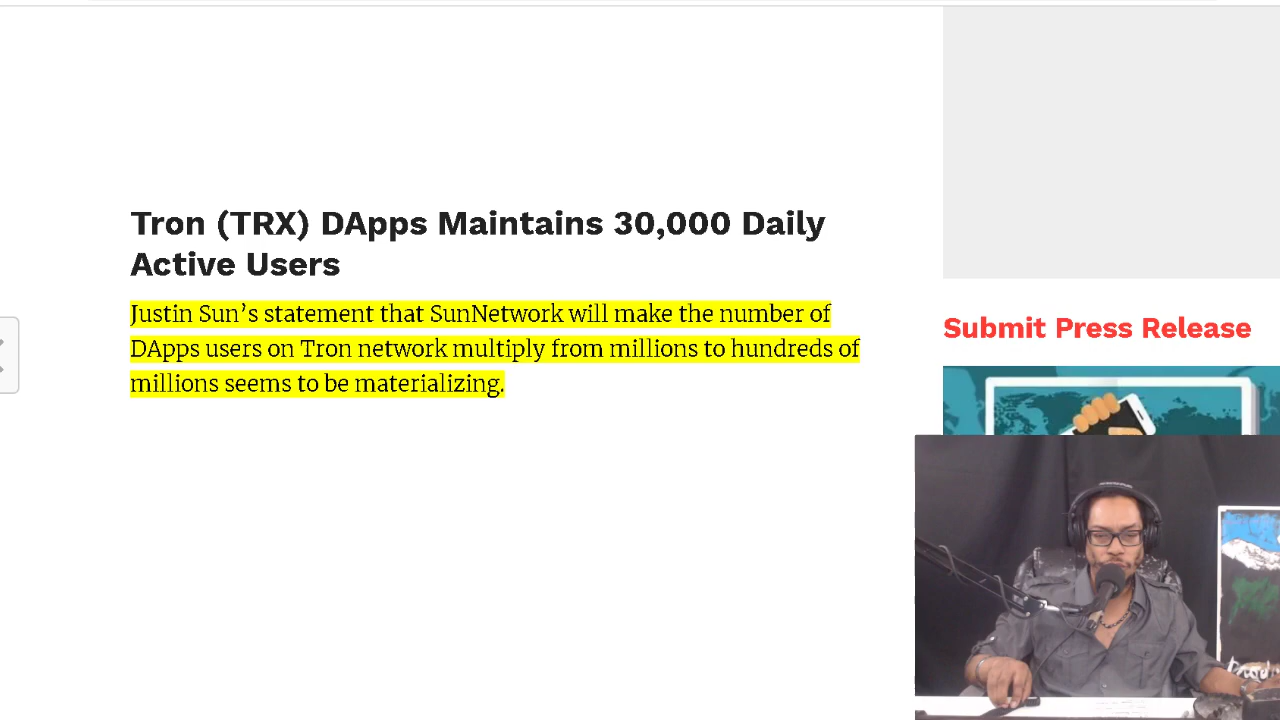 Tron (TRX) DApps Maintains 30,000 Daily
Active Users
Justin Sun’s statement that SunNetwork will make the number of
DApps users on Tron network multiply from millions to hundreds of
millions seems to be materializing.
Submit Press Release